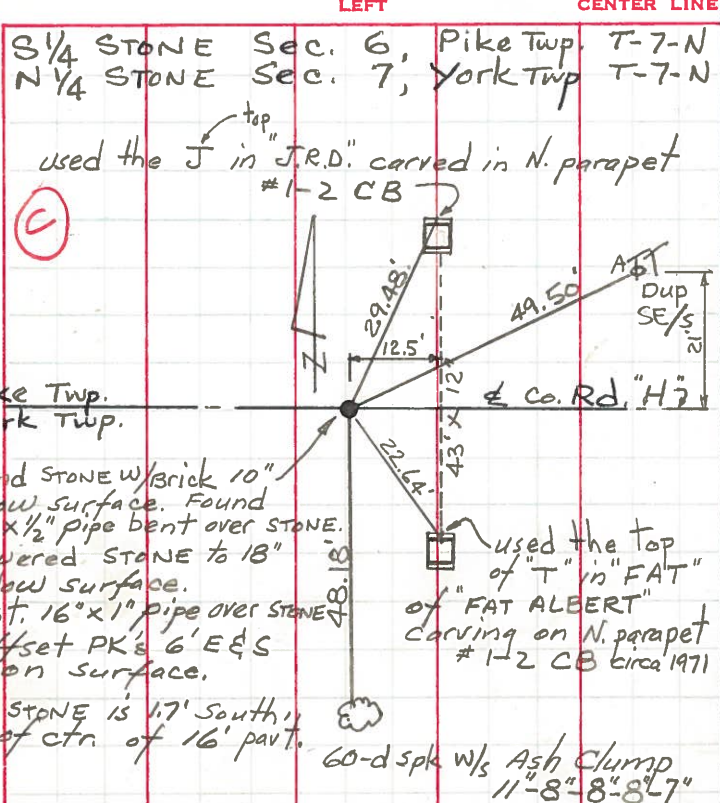 LEFT CENTER LINE
S 1/4 STONE Sec. 6, Pike Twp. T-7-N
N 1/4 STONE Sec. 7, York Twp T-7-N
top
used the J in "J.R.D." carved in N. parapet
#1-2 CB
C
29.48'
49.50'
Dup
SE/s
12'
12.5'
N
ke Twp.
rk Twp.
℄ Co. Rd. "H"
43' x 12'
22.64'
48.18'
nd STONE w/Brick 10"
ow surface. Found
x 1/2" pipe bent over STONE.
wered STONE to 18"
low surface.
t. 16" x 1" pipe over STONE
fset PK's 6' E & S
on surface.
STONE is 1.7' South
of ctr. of 16' pavt.
used the top
of "T" in "FAT"
of "FAT ALBERT"
carving on N. parapet
#1-2 CB circa 1971
60-d spk w/s Ash Clump
11"-8"-8"-8"-7"